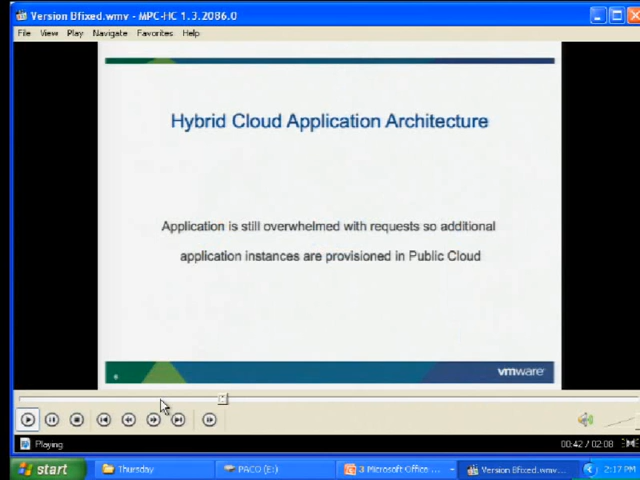 Version Bfixed.wmv - MPC-HC 1.3.2086.0
File View Play Navigate Favorites Help
Hybrid Cloud Application Architecture
Application is still overwhelmed with requests so additional
application instances are provisioned in Public Cloud
vmware
Playing
00:42 / 02:08
start
Thursday
PACO (E:)
3 Microsoft Office ...
Version Bfixed.wmv...
2:17 PM